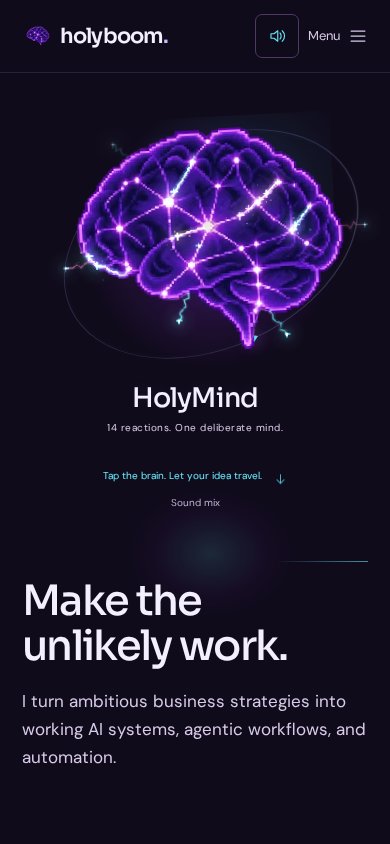 holyboom.
Menu
HolyMind
14 reactions. One deliberate mind.
Tap the brain. Let your idea travel. ↓
Sound mix
Make the
unlikely work.
I turn ambitious business strategies into
working AI systems, agentic workflows, and
automation.